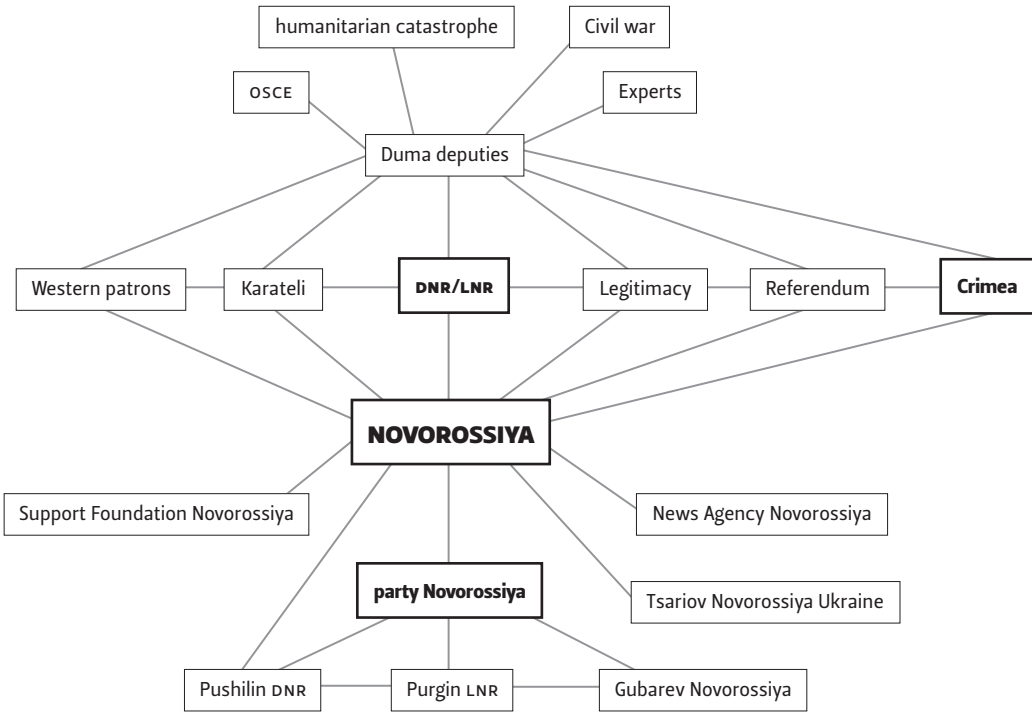 humanitarian catastrophe
Civil war
OSCE
Experts
Duma deputies
Western patrons
Karateli
DNR/LNR
Legitimacy
Referendum
Crimea
NOVOROSSIYA
Support Foundation Novorossiya
News Agency Novorossiya
party Novorossiya
Tsariov Novorossiya Ukraine
Pushilin DNR
Purgin LNR
Gubarev Novorossiya